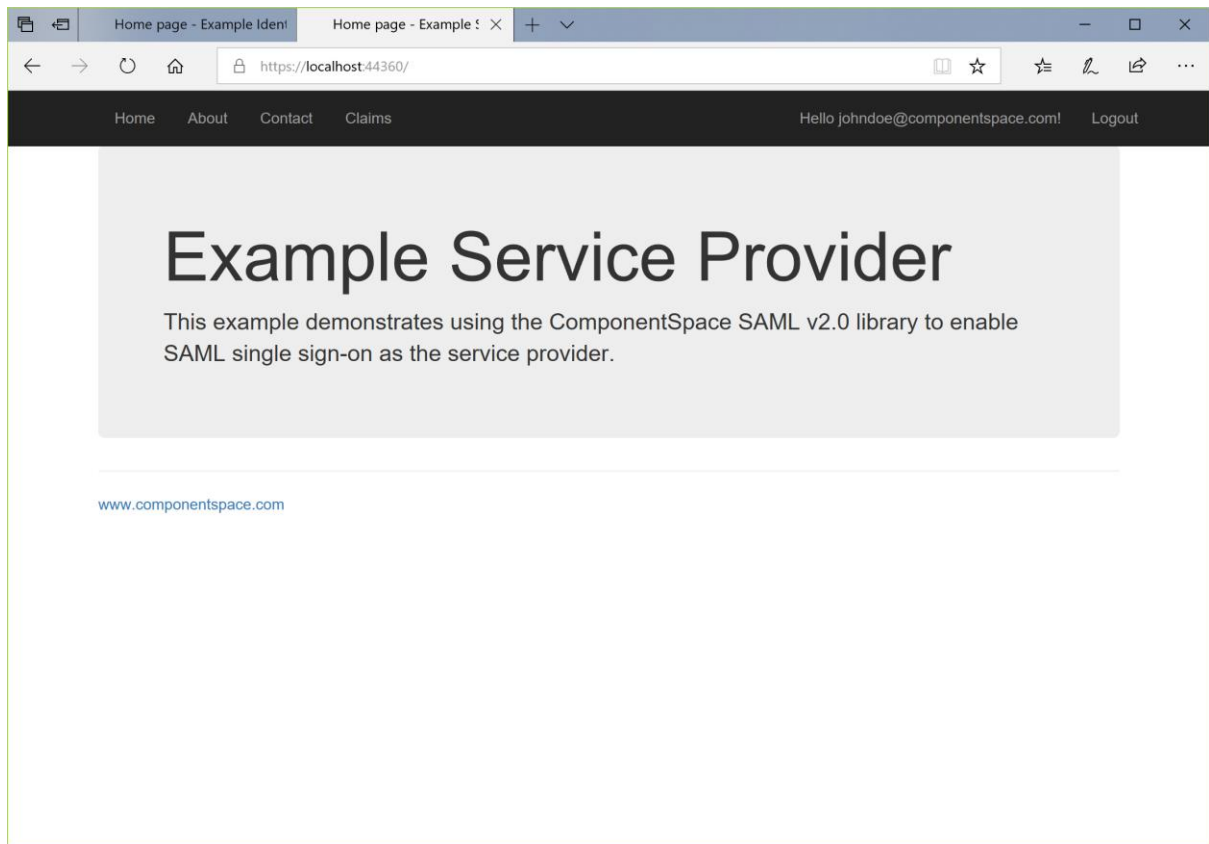 Home page - Example Iden
Home page - Example S
https://localhost:44360/
Home About Contact Claims Hello johndoe@componentspace.com! Logout
Example Service Provider
This example demonstrates using the ComponentSpace SAML v2.0 library to enable
SAML single sign-on as the service provider.
www.componentspace.com